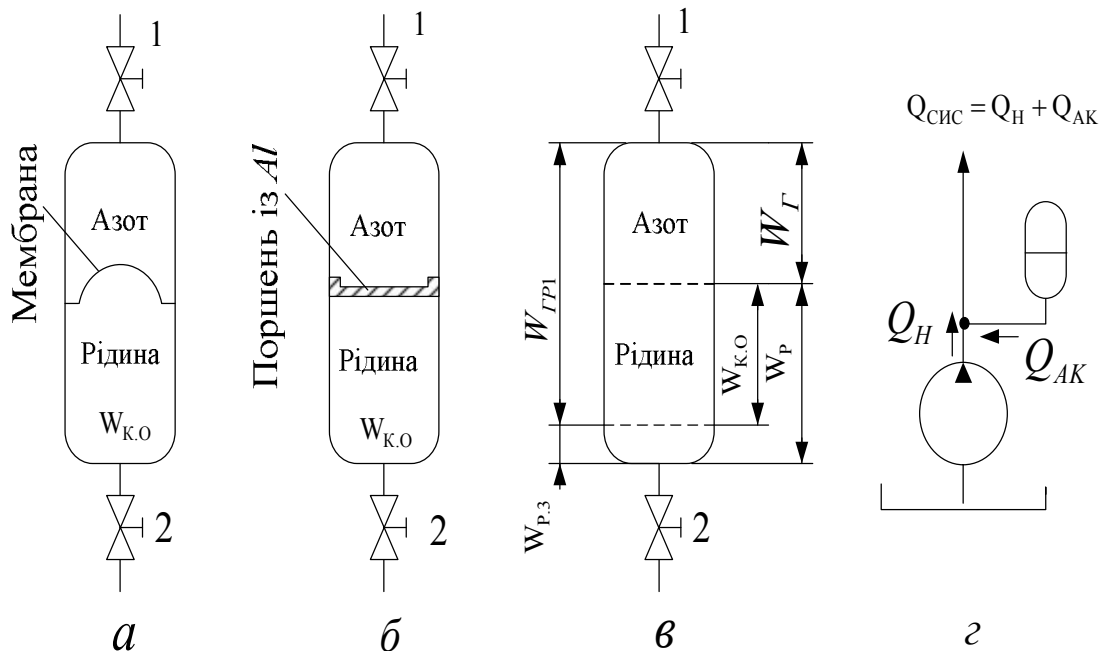 1
Мембрана
Азот
Рідина
W_К.О
2
а
1
Поршень із Al
Азот
Рідина
W_К.О
2
б
1
W_ГР1
Азот
W_Г
Рідина
W_К.О
W_Р
W_Р.З
2
в
Q_СИС = Q_Н + Q_АК
Q_Н
Q_АК
г